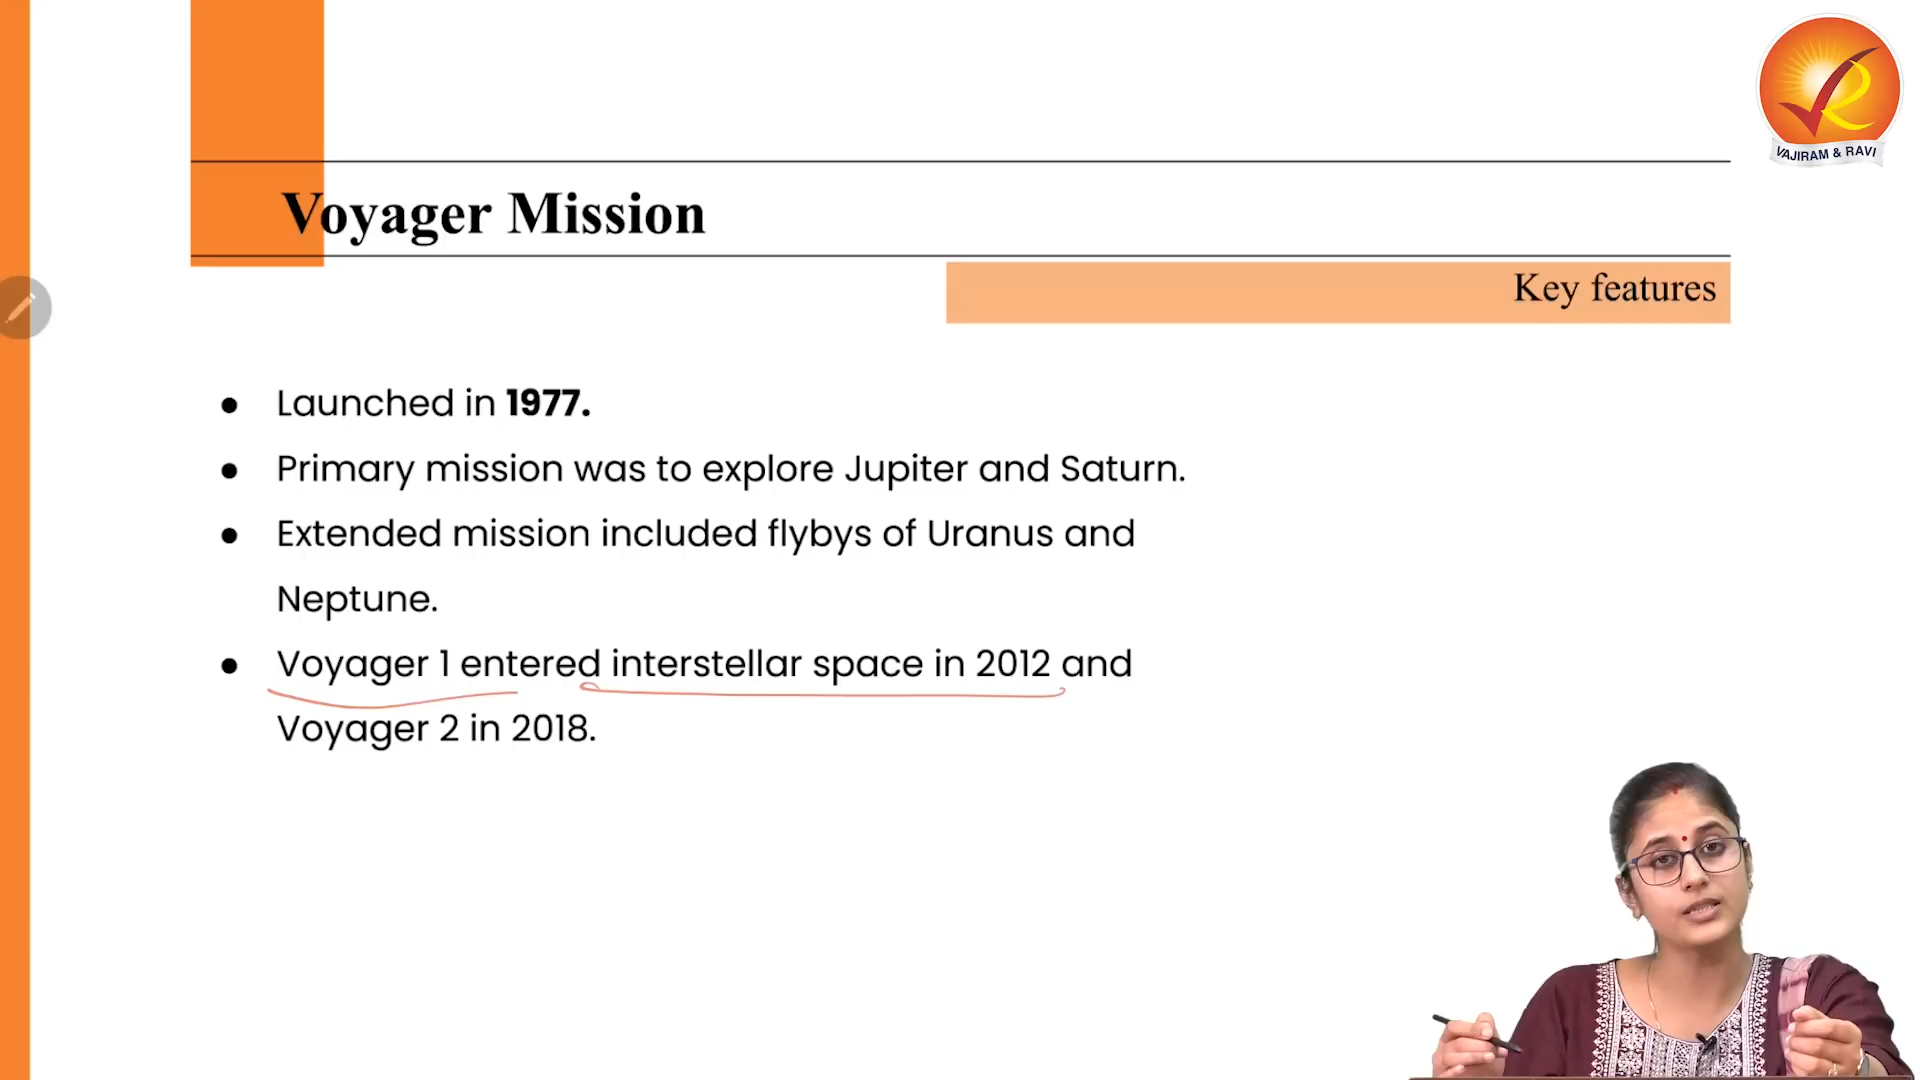 VAJIRAM & RAVI
Voyager Mission
Key features
● Launched in 1977.
● Primary mission was to explore Jupiter and Saturn.
● Extended mission included flybys of Uranus and
Neptune.
● Voyager 1 entered interstellar space in 2012 and
Voyager 2 in 2018.